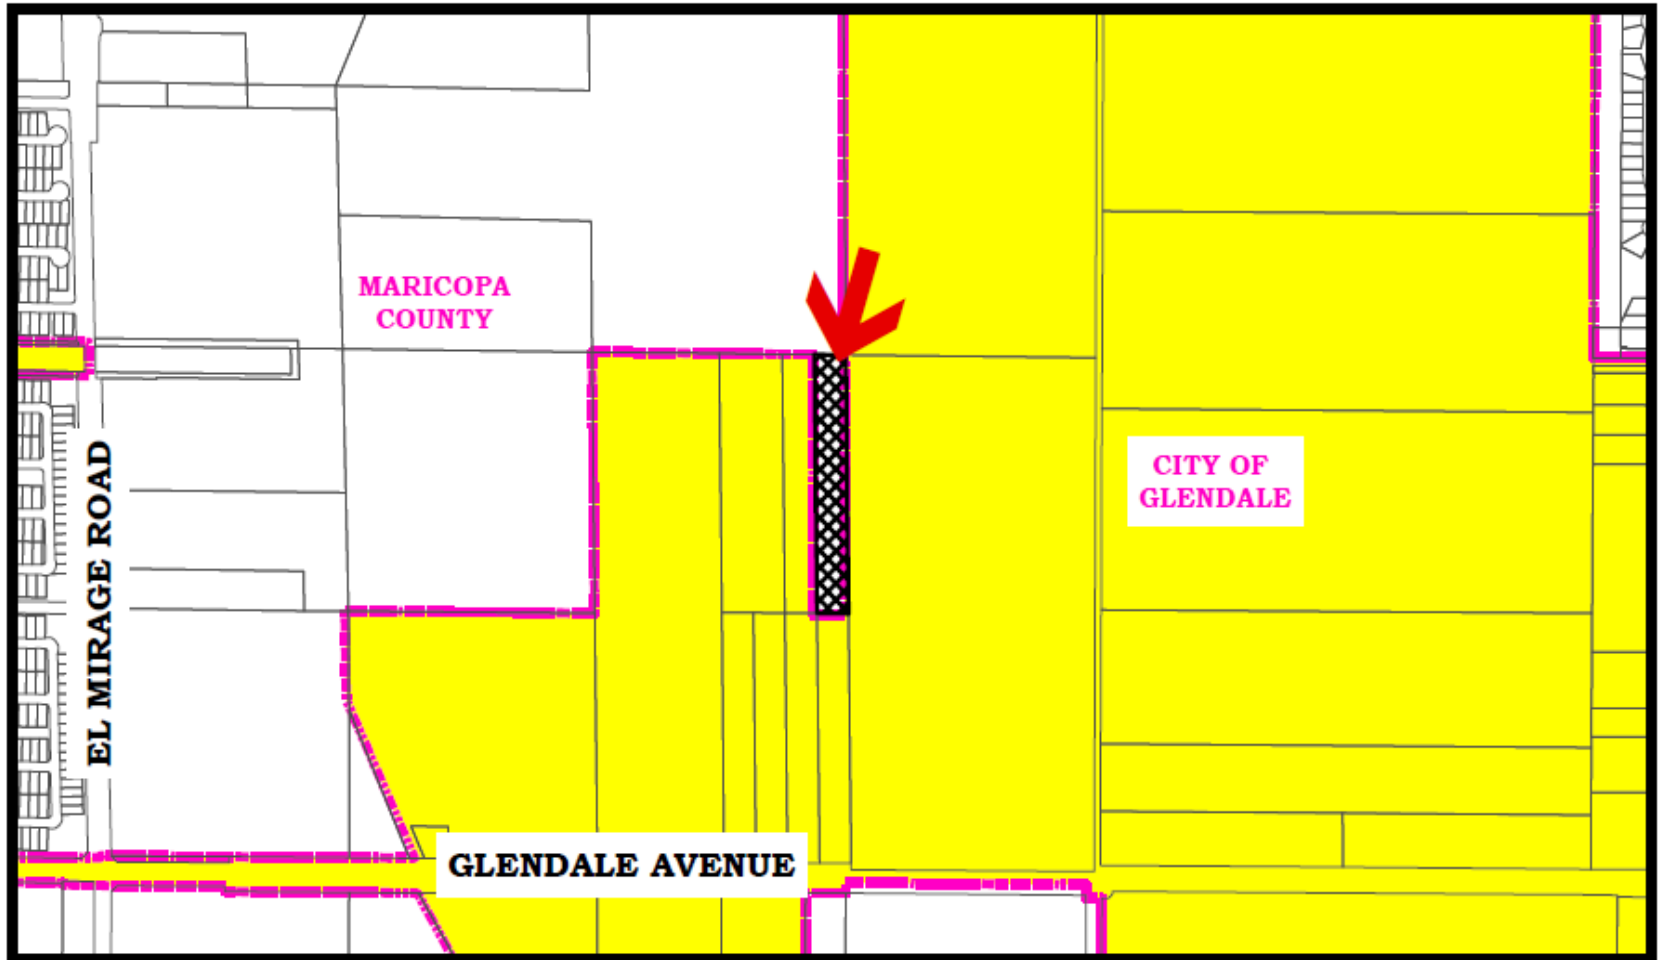 MARICOPA
COUNTY
CITY OF
GLENDALE
EL MIRAGE ROAD
GLENDALE AVENUE